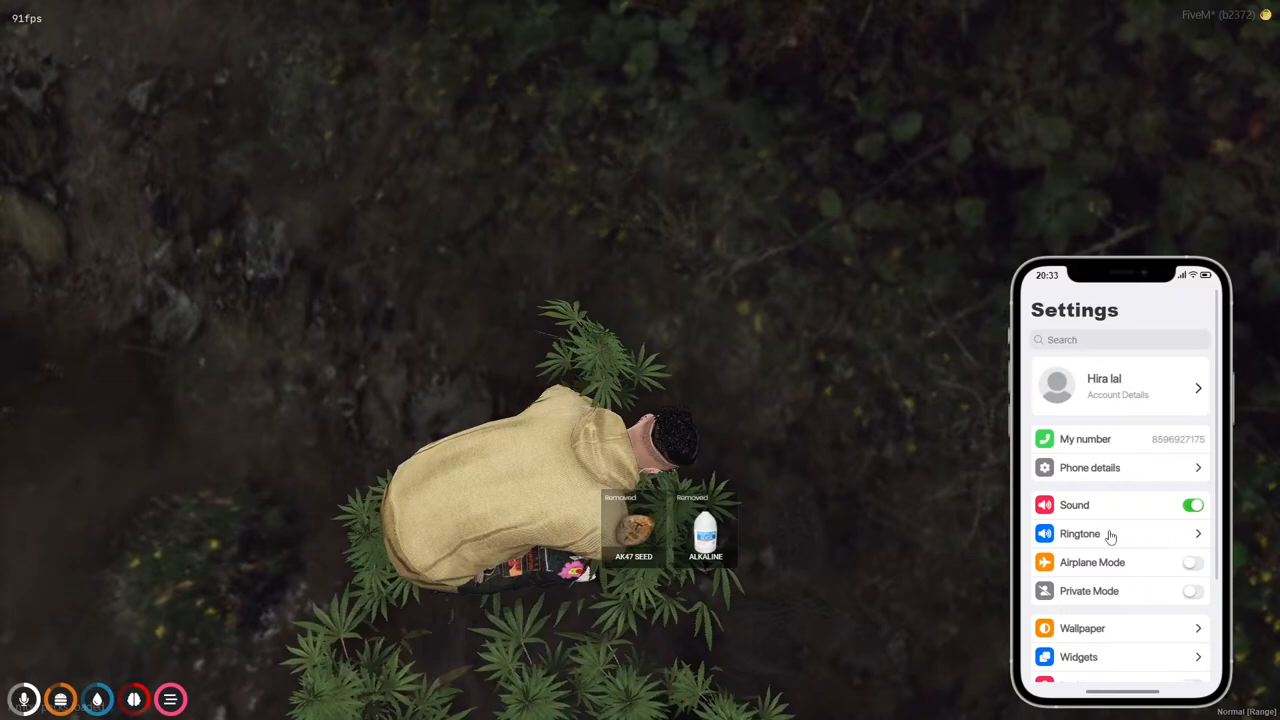 91fps
FiveM* (b2372)
20:33
Settings
Search
Hira lal
Account Details
My number 8596927175
Phone details
Sound
Ringtone
Airplane Mode
Private Mode
Wallpaper
Widgets
Removed Removed
AK47 SEED ALKALINE
Normal [Range]